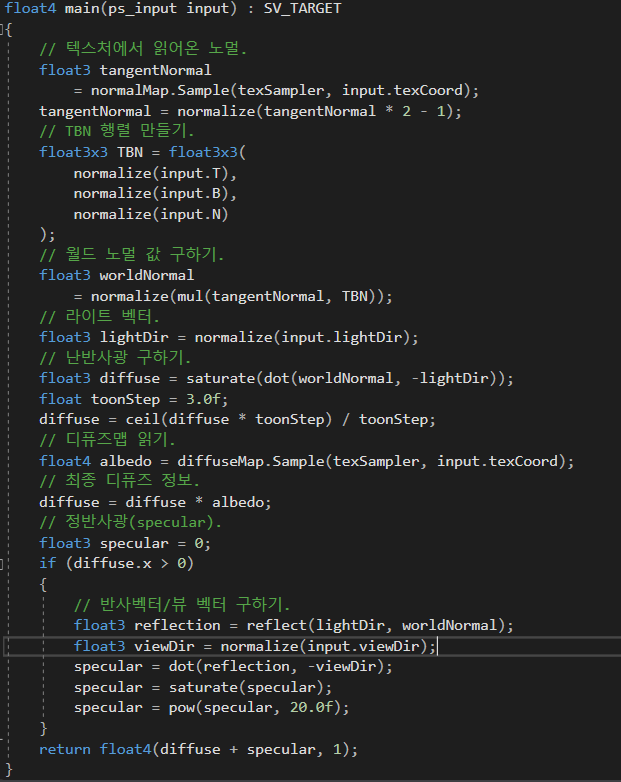 float4 main(ps_input input) : SV_TARGET
{
    // 텍스처에서 읽어온 노멀.
    float3 tangentNormal
        = normalMap.Sample(texSampler, input.texCoord);
    tangentNormal = normalize(tangentNormal * 2 - 1);
    // TBN 행렬 만들기.
    float3x3 TBN = float3x3(
        normalize(input.T),
        normalize(input.B),
        normalize(input.N)
    );
    // 월드 노멀 값 구하기.
    float3 worldNormal
        = normalize(mul(tangentNormal, TBN));
    // 라이트 벡터.
    float3 lightDir = normalize(input.lightDir);
    // 난반사광 구하기.
    float3 diffuse = saturate(dot(worldNormal, -lightDir));
    float toonStep = 3.0f;
    diffuse = ceil(diffuse * toonStep) / toonStep;
    // 디퓨즈맵 읽기.
    float4 albedo = diffuseMap.Sample(texSampler, input.texCoord);
    // 최종 디퓨즈 정보.
    diffuse = diffuse * albedo;
    // 정반사광(specular).
    float3 specular = 0;
    if (diffuse.x > 0)
    {
        // 반사벡터/뷰 벡터 구하기.
        float3 reflection = reflect(lightDir, worldNormal);
        float3 viewDir = normalize(input.viewDir);
        specular = dot(reflection, -viewDir);
        specular = saturate(specular);
        specular = pow(specular, 20.0f);
    }
    return float4(diffuse + specular, 1);
}